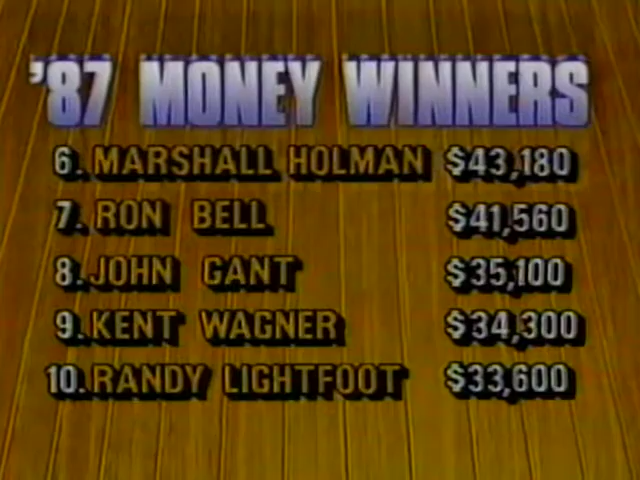 '87 MONEY WINNERS
6. MARSHALL HOLMAN $43,180
7. RON BELL $41,560
8. JOHN GANT $35,100
9. KENT WAGNER $34,300
10. RANDY LIGHTFOOT $33,600